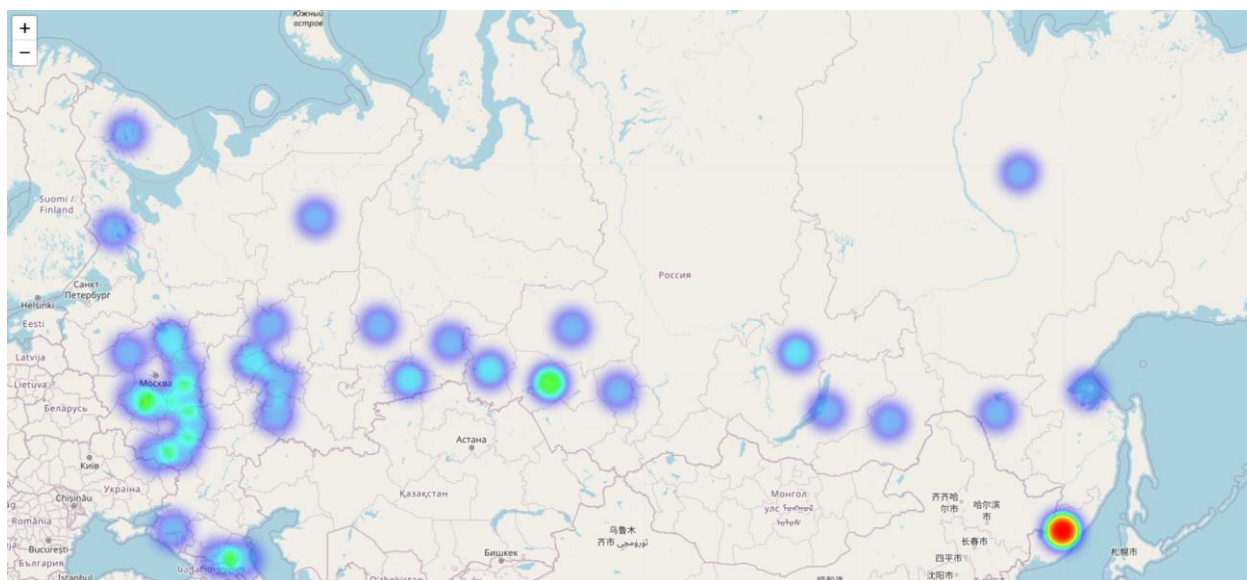 +
−
Южный
остров
Suomi /
Finland
Санкт-
Петербург
Helsinki
Eesti
Россия
Latvija
Lietuva
Москва
Беларусь
Київ
Астана
Україна
Chișinău
Қазақстан
Монгол
улс
齐齐哈
尔市
哈尔滨
市
România
București
България
乌鲁木
齐市
Бишкек
长春市
四平市
沈阳市
札幌市
İstanbul